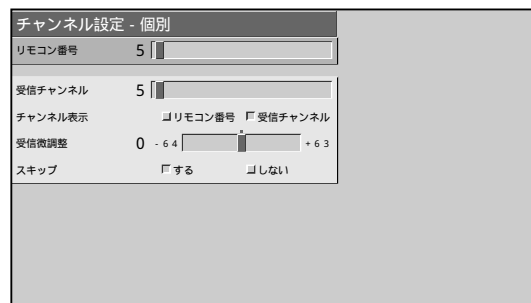 チャンネル設定 - 個別
リモコン番号 5
受信チャンネル 5
チャンネル表示 リモコン番号 受信チャンネル
受信微調整 0 -64 +63
スキップ する しない